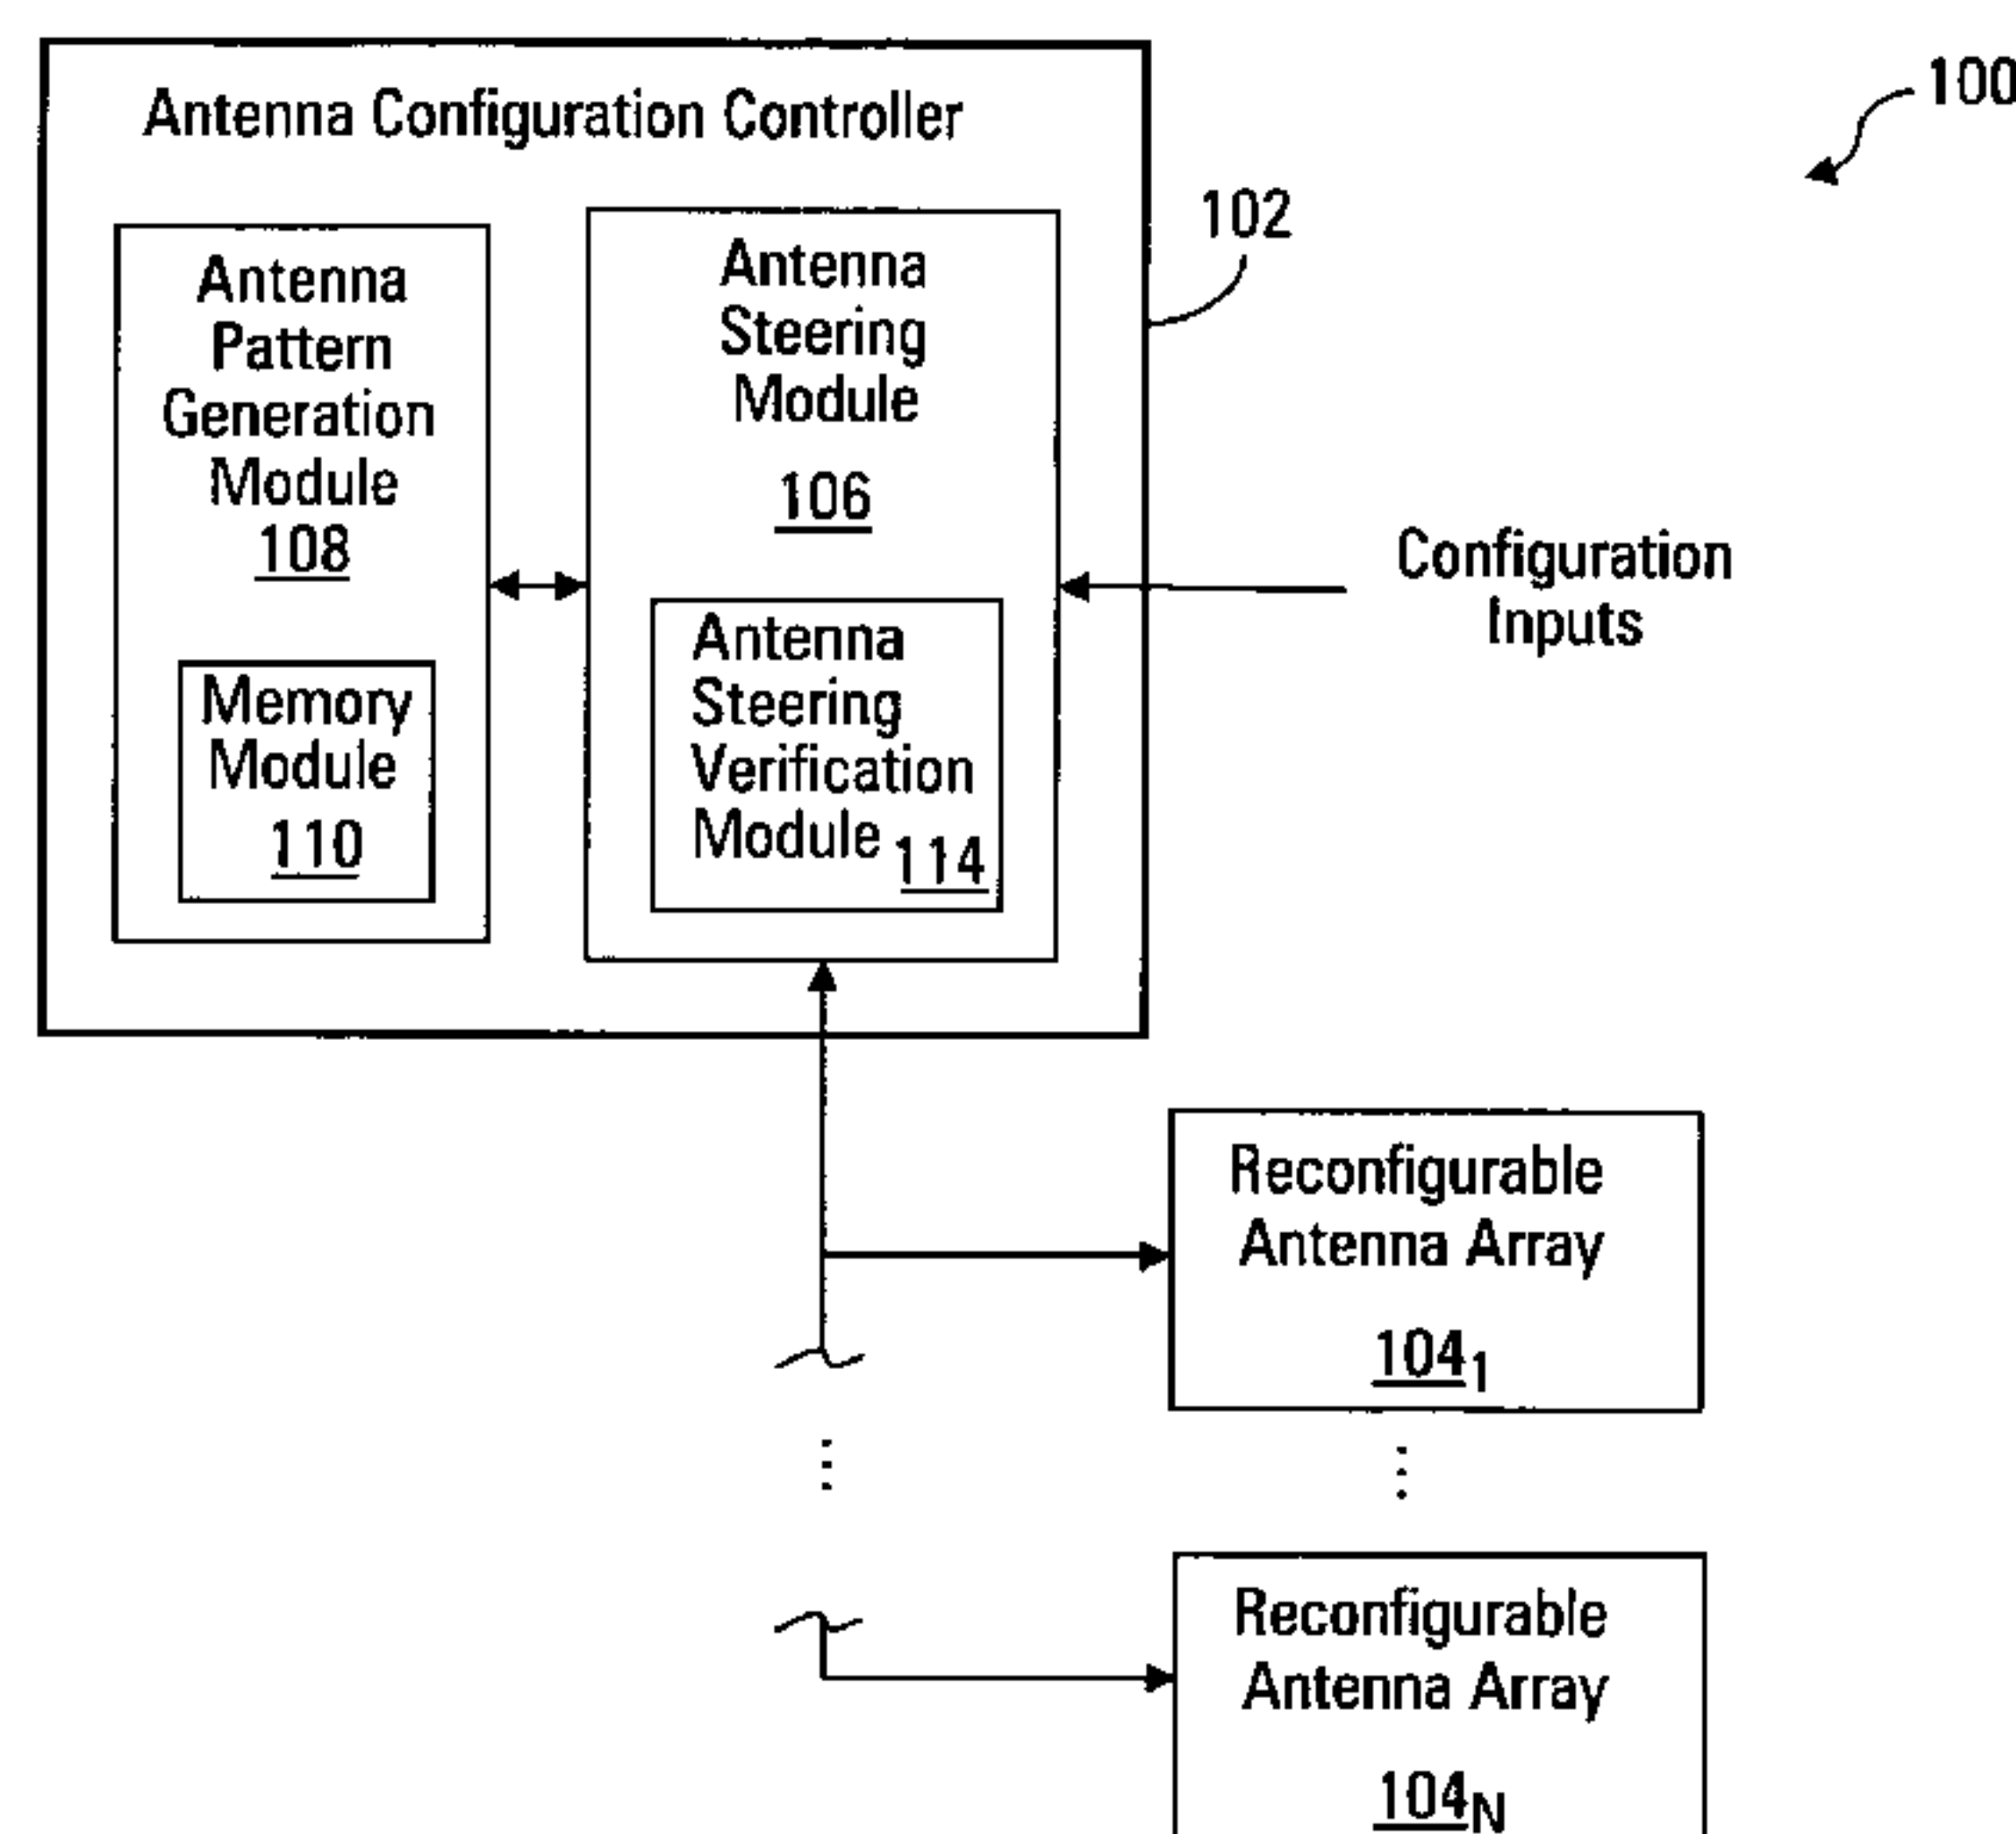 Antenna Configuration Controller
100
102
Antenna
Pattern
Generation
Module
108
Memory
Module
110
Antenna
Steering
Module
106
Antenna
Steering
Verification
Module 114
Configuration
Inputs
Reconfigurable
Antenna Array
104₁
Reconfigurable
Antenna Array
104N